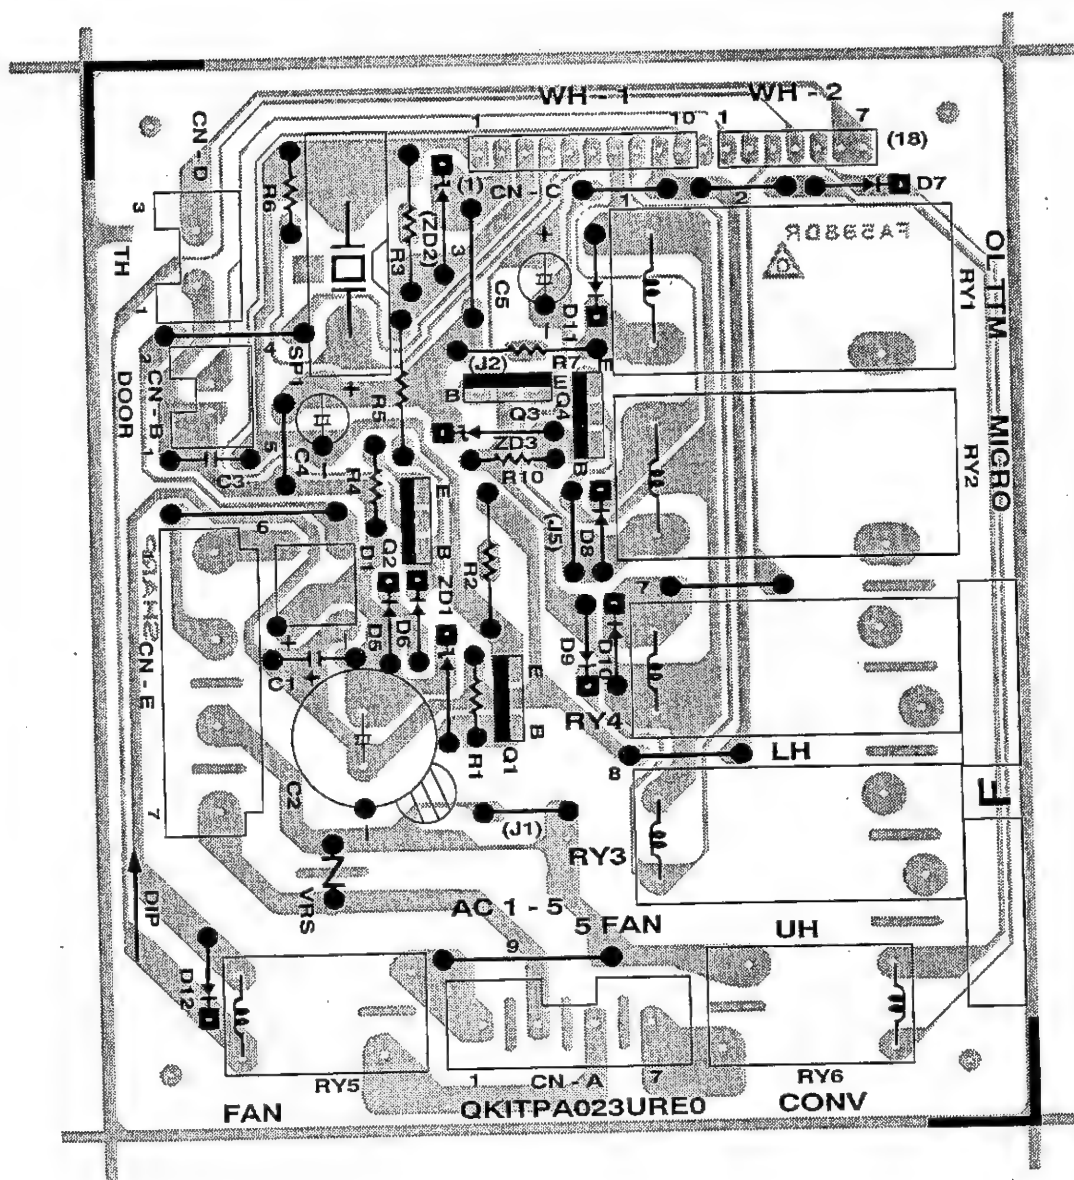 WH - 1
WH - 2
CN - D
1
10
1
7
(18)
R6
(1)
CN - C
1
2
D7
3
TH
1
R3
(ZD2)
3
C5
+
D11
FA598DR
OL TTM
RY1
4
SP1
(J2)
R7
E
2
CN - B
1
DOOR
+
5
C4
R5
B
E
Q3
Q4
ZD3
R10
B
C3
R4
MICRO
RY2
6
D1
Q2
E
B
R2
(J5)
D8
7
CN - E
+
C1
+
D5
D6
ZD1
D9
D10
E
B
RY4
R1
Q1
8
LH
7
C2
(J1)
RY3
F
DIP
VRS
AC 1 - 5
5 FAN
UH
9
D12
RY5
1
CN - A
7
RY6
FAN
QKITPA023URE0
CONV